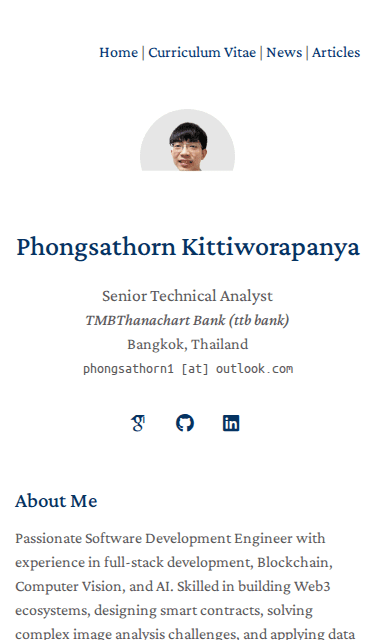 Home | Curriculum Vitae | News | Articles
Phongsathorn Kittiworapanya
Senior Technical Analyst
TMBThanachart Bank (ttb bank)
Bangkok, Thailand
phongsathorn1 [at] outlook.com
About Me
Passionate Software Development Engineer with
experience in full-stack development, Blockchain,
Computer Vision, and AI. Skilled in building Web3
ecosystems, designing smart contracts, solving
complex image analysis challenges, and applying data